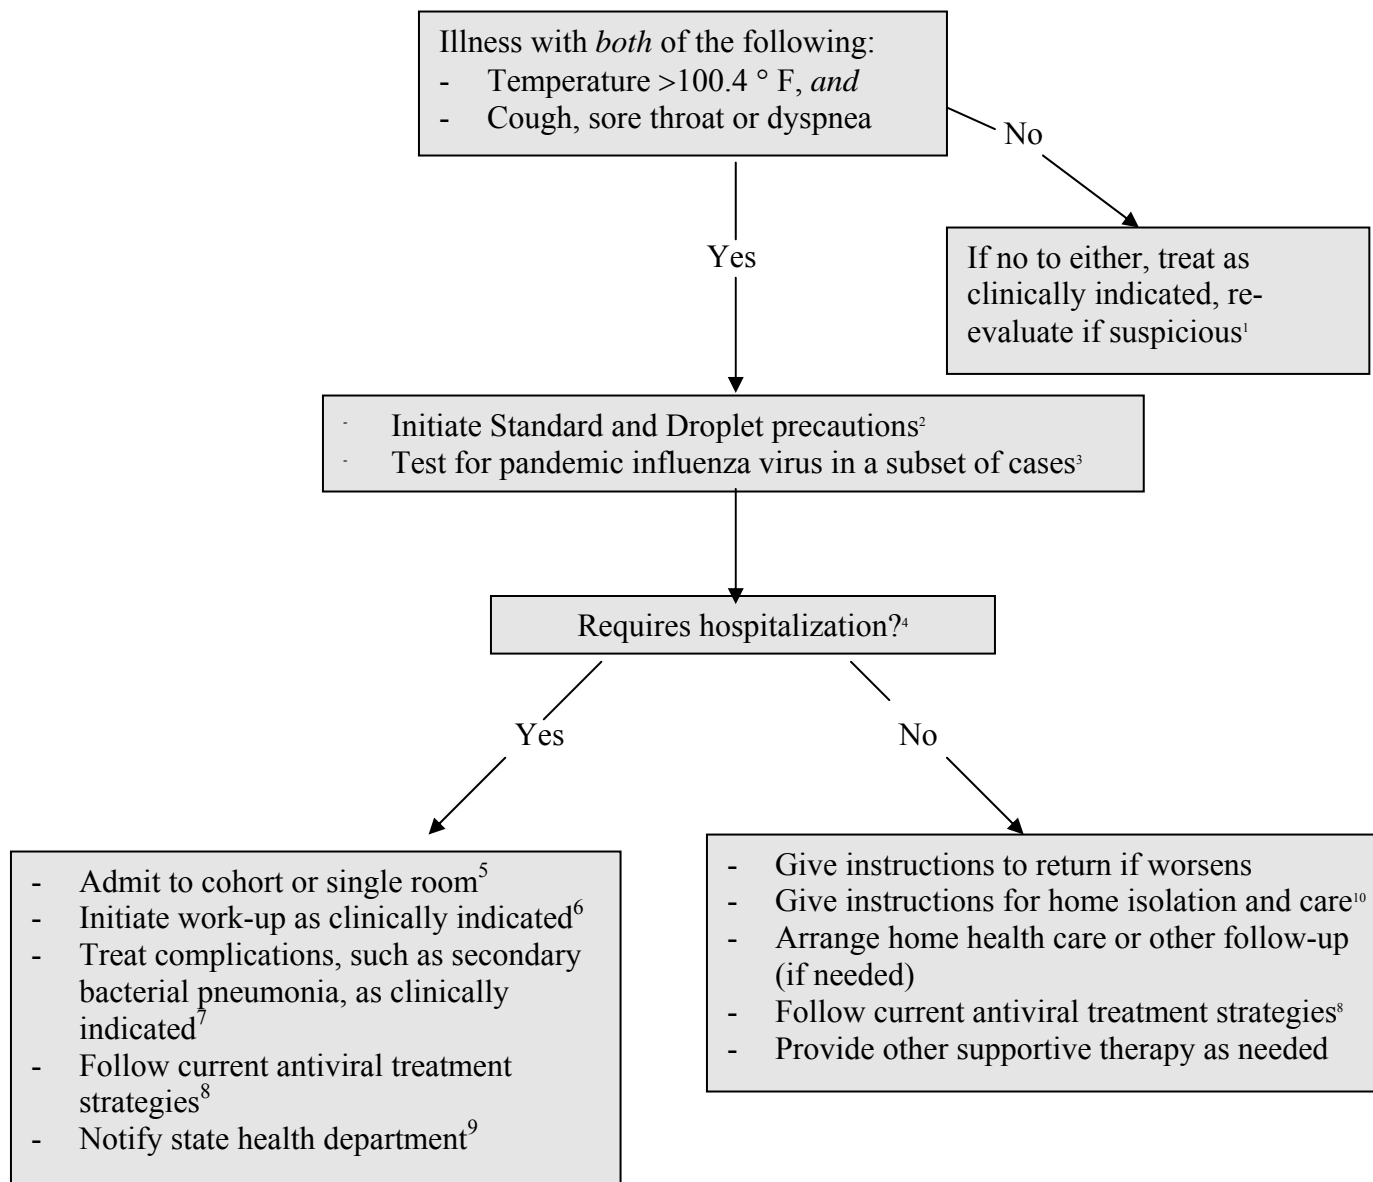 Illness with both of the following:
- Temperature >100.4 ° F, and
- Cough, sore throat or dyspnea
No
Yes
If no to either, treat as
clinically indicated, re-
evaluate if suspicious¹
- Initiate Standard and Droplet precautions²
- Test for pandemic influenza virus in a subset of cases³
Requires hospitalization?⁴
Yes
No
- Admit to cohort or single room⁵
- Initiate work-up as clinically indicated⁶
- Treat complications, such as secondary
bacterial pneumonia, as clinically
indicated⁷
- Follow current antiviral treatment
strategies⁸
- Notify state health department⁹
- Give instructions to return if worsens
- Give instructions for home isolation and care¹⁰
- Arrange home health care or other follow-up
(if needed)
- Follow current antiviral treatment strategies⁸
- Provide other supportive therapy as needed